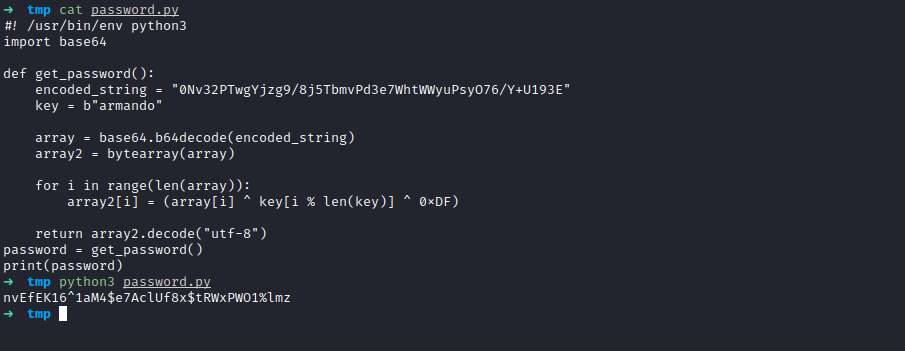 ➜ tmp cat password.py
#! /usr/bin/env python3
import base64

def get_password():
    encoded_string = "0Nv32PTwgYjzg9/8j5TbmvPd3e7WhtWWyuPsyO76/Y+U193E"
    key = b"armando"

    array = base64.b64decode(encoded_string)
    array2 = bytearray(array)

    for i in range(len(array)):
        array2[i] = (array[i] ^ key[i % len(key)] ^ 0×DF)

    return array2.decode("utf-8")
password = get_password()
print(password)
➜ tmp python3 password.py
nvEfEK16^1aM4$e7AclUf8x$tRWxPWO1%lmz
➜ tmp